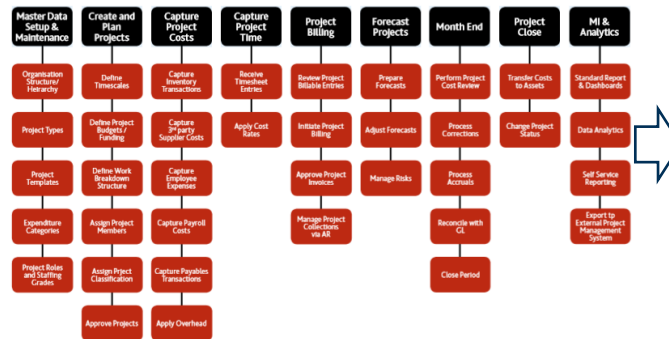 Master Data
Setup &
Maintenance
Create and
Plan Projects
Capture
Project
Costs
Capture
Project
Time
Project
Billing
Forecast
Projects
Month End
Project
Close
MI &
Analytics
Organisation
Structure/
Heirarchy
Define
Timescales
Capture
Inventory
Transactions
Receive
Timesheet
Entries
Review Project
Billable Entries
Prepare
Forecasts
Perform Project
Cost Review
Transfer Costs
to Assets
Standard Report
& Dashboards
Project Types
Define Project
Budgets /
Funding
Capture
3rd party
Supplier Costs
Apply Cost
Rates
Initiate Project
Billing
Adjust Forecasts
Process
Corrections
Change Project
Status
Data Analytics
Project
Templates
Define Work
Breakdown
Structure
Capture
Employee
Expenses
Approve Project
Invoices
Manage Risks
Process
Accruals
Self Service
Reporting
Expenditure
Categories
Assign Project
Members
Capture Payroll
Costs
Manage Project
Collections
via AR
Reconcile with
GL
Export tp
External Project
Management
System
Project Roles
and Staffing
Grades
Assign Prject
Classification
Capture Payables
Transactions
Close Period
Approve Projects
Apply Overhead